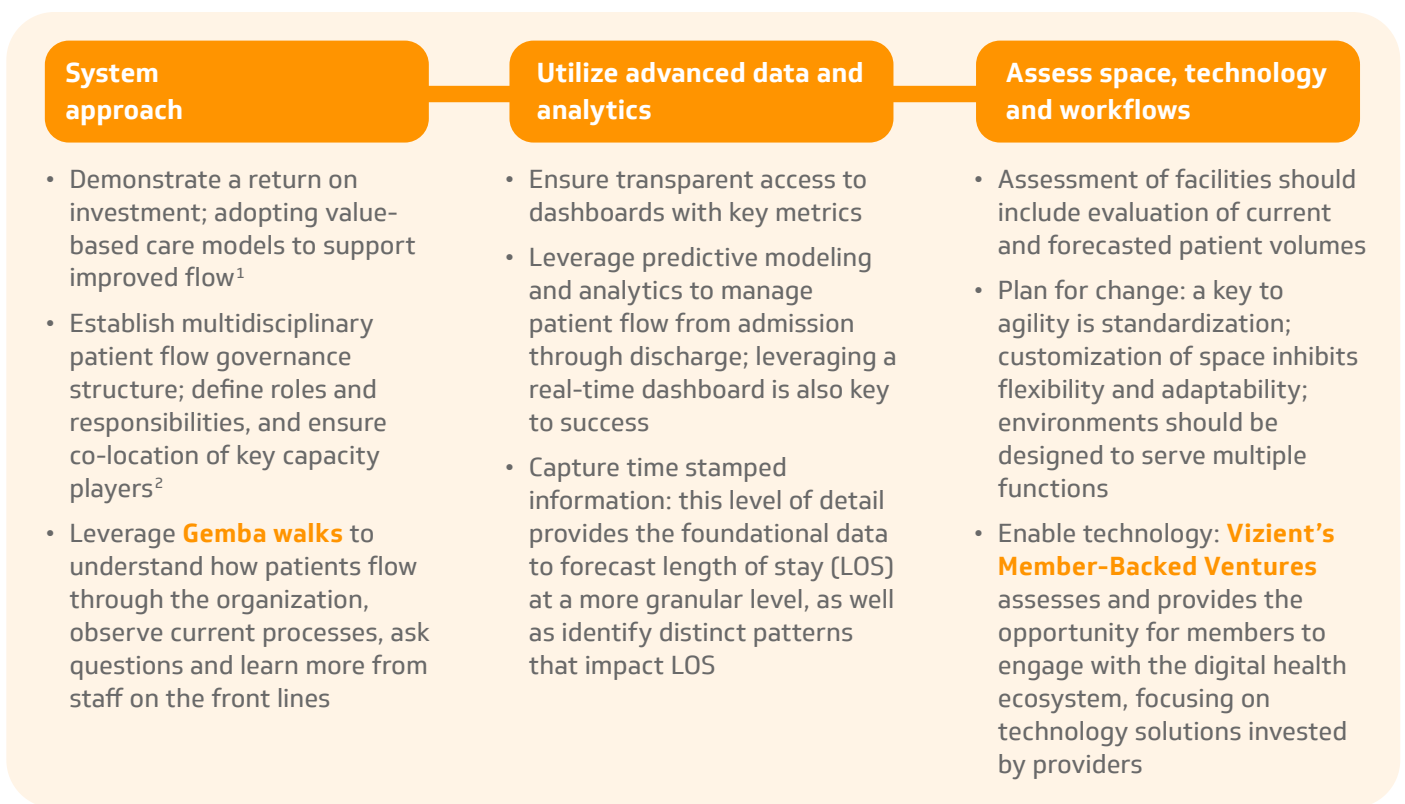 System
approach
• Demonstrate a return on
investment; adopting value-
based care models to support
improved flow¹
• Establish multidisciplinary
patient flow governance
structure; define roles and
responsibilities, and ensure
co-location of key capacity
players²
• Leverage Gemba walks to
understand how patients flow
through the organization,
observe current processes, ask
questions and learn more from
staff on the front lines
Utilize advanced data and
analytics
• Ensure transparent access to
dashboards with key metrics
• Leverage predictive modeling
and analytics to manage
patient flow from admission
through discharge; leveraging a
real-time dashboard is also key
to success
• Capture time stamped
information: this level of detail
provides the foundational data
to forecast length of stay (LOS)
at a more granular level, as well
as identify distinct patterns
that impact LOS
Assess space, technology
and workflows
• Assessment of facilities should
include evaluation of current
and forecasted patient volumes
• Plan for change: a key to
agility is standardization;
customization of space inhibits
flexibility and adaptability;
environments should be
designed to serve multiple
functions
• Enable technology: Vizient’s
Member-Backed Ventures
assesses and provides the
opportunity for members to
engage with the digital health
ecosystem, focusing on
technology solutions invested
by providers